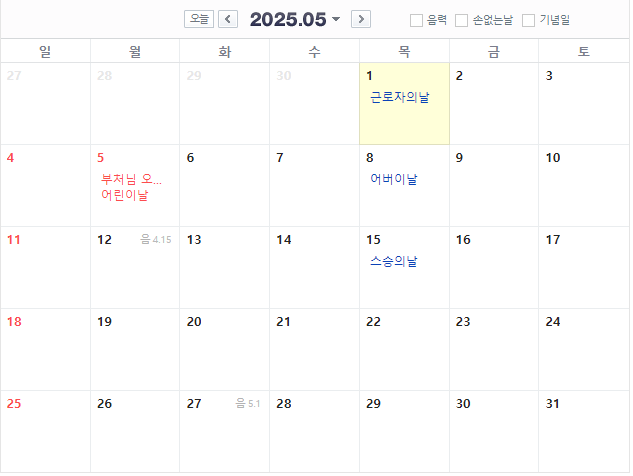 오늘 2025.05 음력 손없는날 기념일
일 월 화 수 목 금 토
27 28 29 30 1 2 3
근로자의날
4 5 6 7 8 9 10
부처님 오... 어버이날
어린이날
11 12 음 4.15 13 14 15 16 17
스승의날
18 19 20 21 22 23 24
25 26 27 음 5.1 28 29 30 31